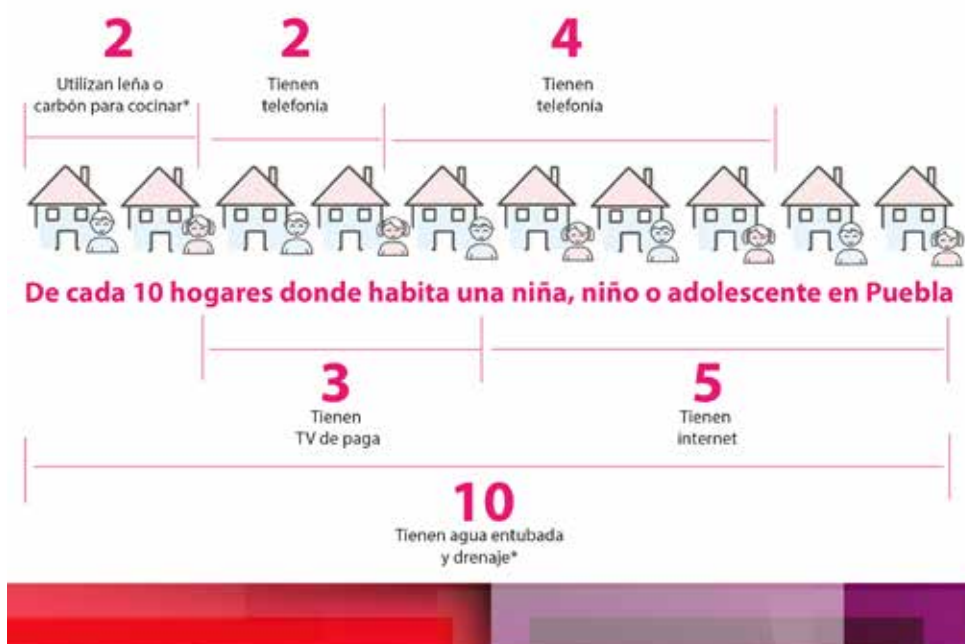 2
Utilizan leña o
carbón para cocinar*
2
Tienen
telefonía
4
Tienen
telefonía
De cada 10 hogares donde habita una niña, niño o adolescente en Puebla
3
Tienen
TV de paga
5
Tienen
internet
10
Tienen agua entubada
y drenaje*